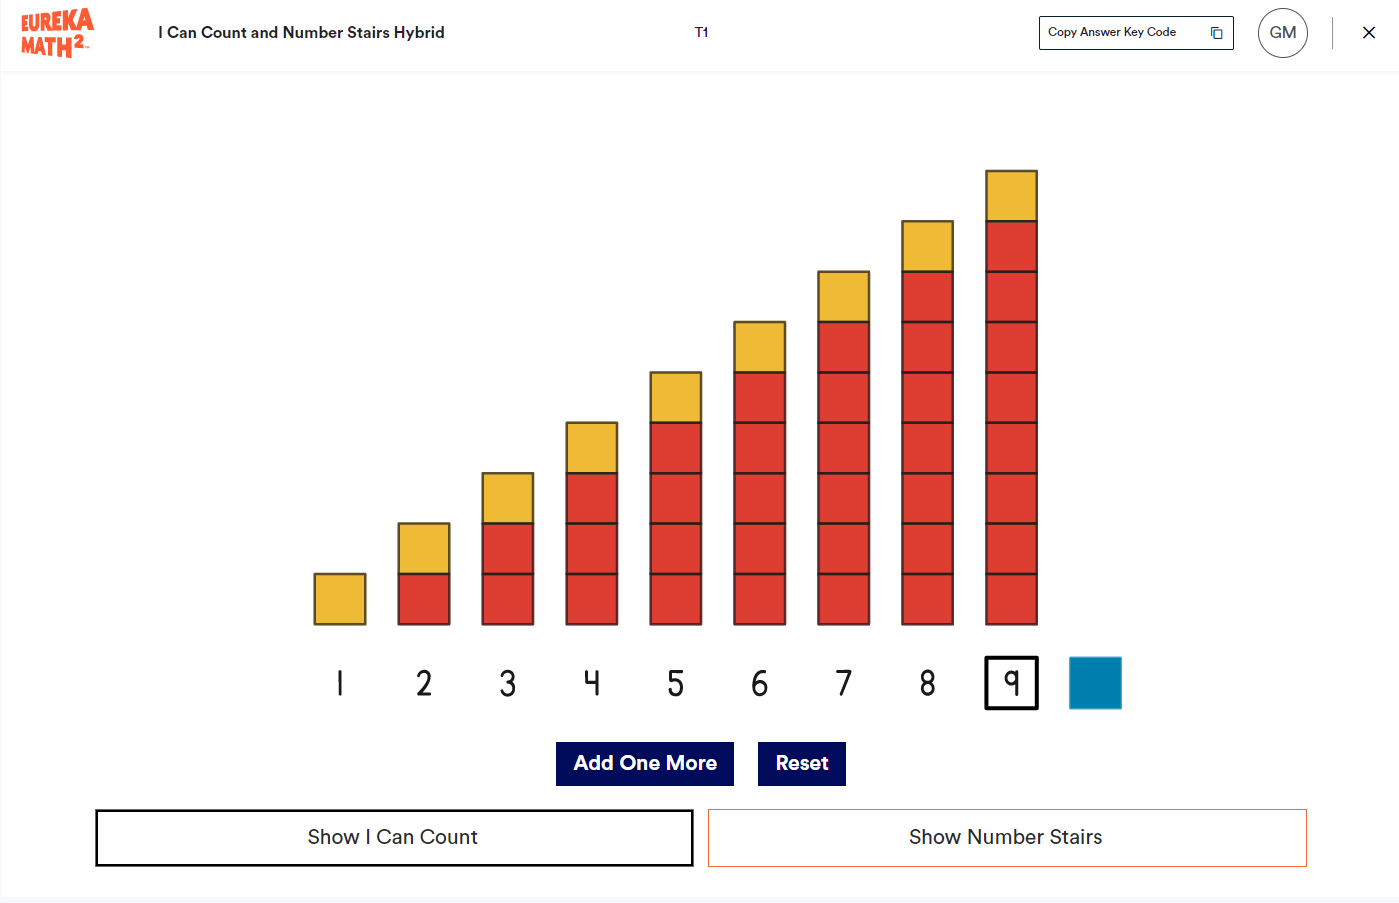 EUREKA
MATH²™
I Can Count and Number Stairs Hybrid
T1
Copy Answer Key Code
GM
1 2 3 4 5 6 7 8 9
Add One More
Reset
Show I Can Count
Show Number Stairs